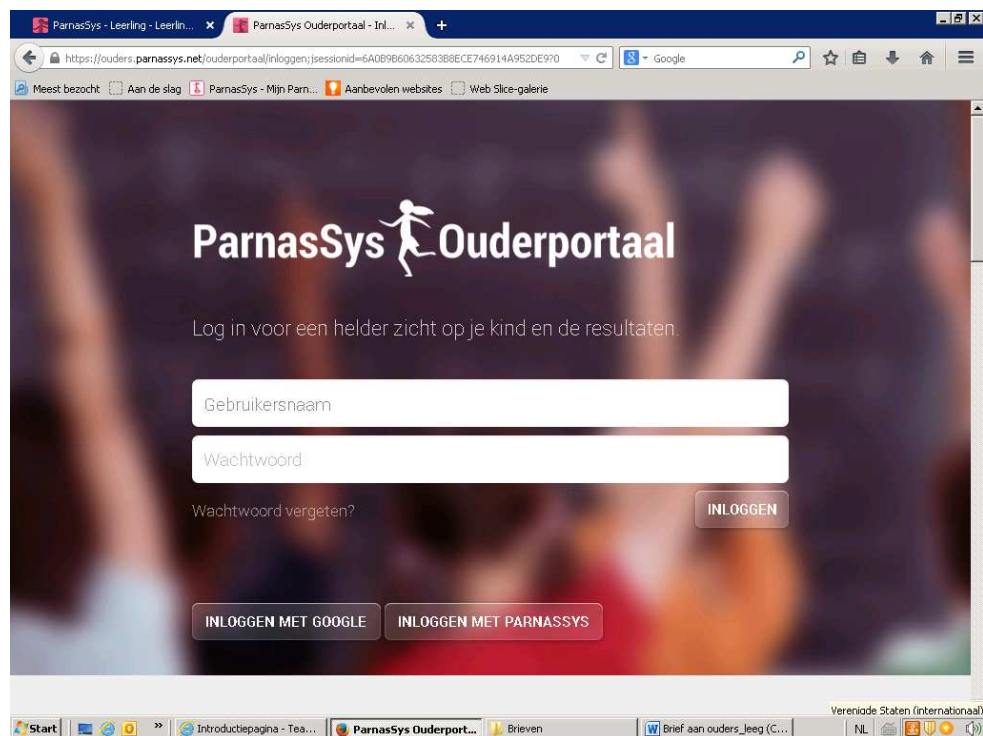 ParnasSys - Leerling - Leerlin...
ParnasSys Ouderportaal - Inl...
https://ouders.parnassys.net/ouderportaal/inloggen;jsessionid=6A0B9B60632583B8ECE746914A952DE9?0
8 Google
Meest bezocht Aan de slag ParnasSys - Mijn Parn... Aanbevolen websites Web Slice-galerie
ParnasSys Ouderportaal
Log in voor een helder zicht op je kind en de resultaten.
Gebruikersnaam
Wachtwoord
Wachtwoord vergeten?
INLOGGEN
INLOGGEN MET GOOGLE INLOGGEN MET PARNASSYS
Verenigde Staten (internationaal)
Start » Introductiepagina - Tea... ParnasSys Ouderport... Brieven W Brief aan ouders_leeg (C... NL